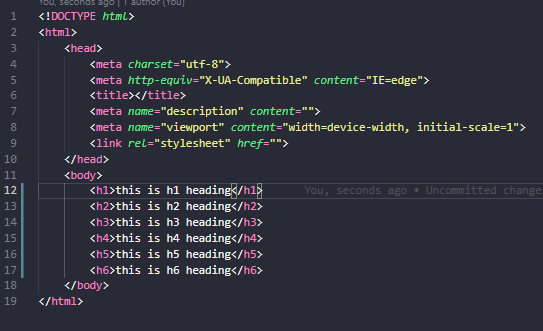 You, seconds ago | 1 author (You)
1 <!DOCTYPE html>
2 <html>
3 <head>
4 <meta charset="utf-8">
5 <meta http-equiv="X-UA-Compatible" content="IE=edge">
6 <title></title>
7 <meta name="description" content="">
8 <meta name="viewport" content="width=device-width, initial-scale=1">
9 <link rel="stylesheet" href="">
10 </head>
11 <body>
12 <h1>this is h1 heading</h1> You, seconds ago • Uncommitted change
13 <h2>this is h2 heading</h2>
14 <h3>this is h3 heading</h3>
15 <h4>this is h4 heading</h4>
16 <h5>this is h5 heading</h5>
17 <h6>this is h6 heading</h6>
18 </body>
19 </html>